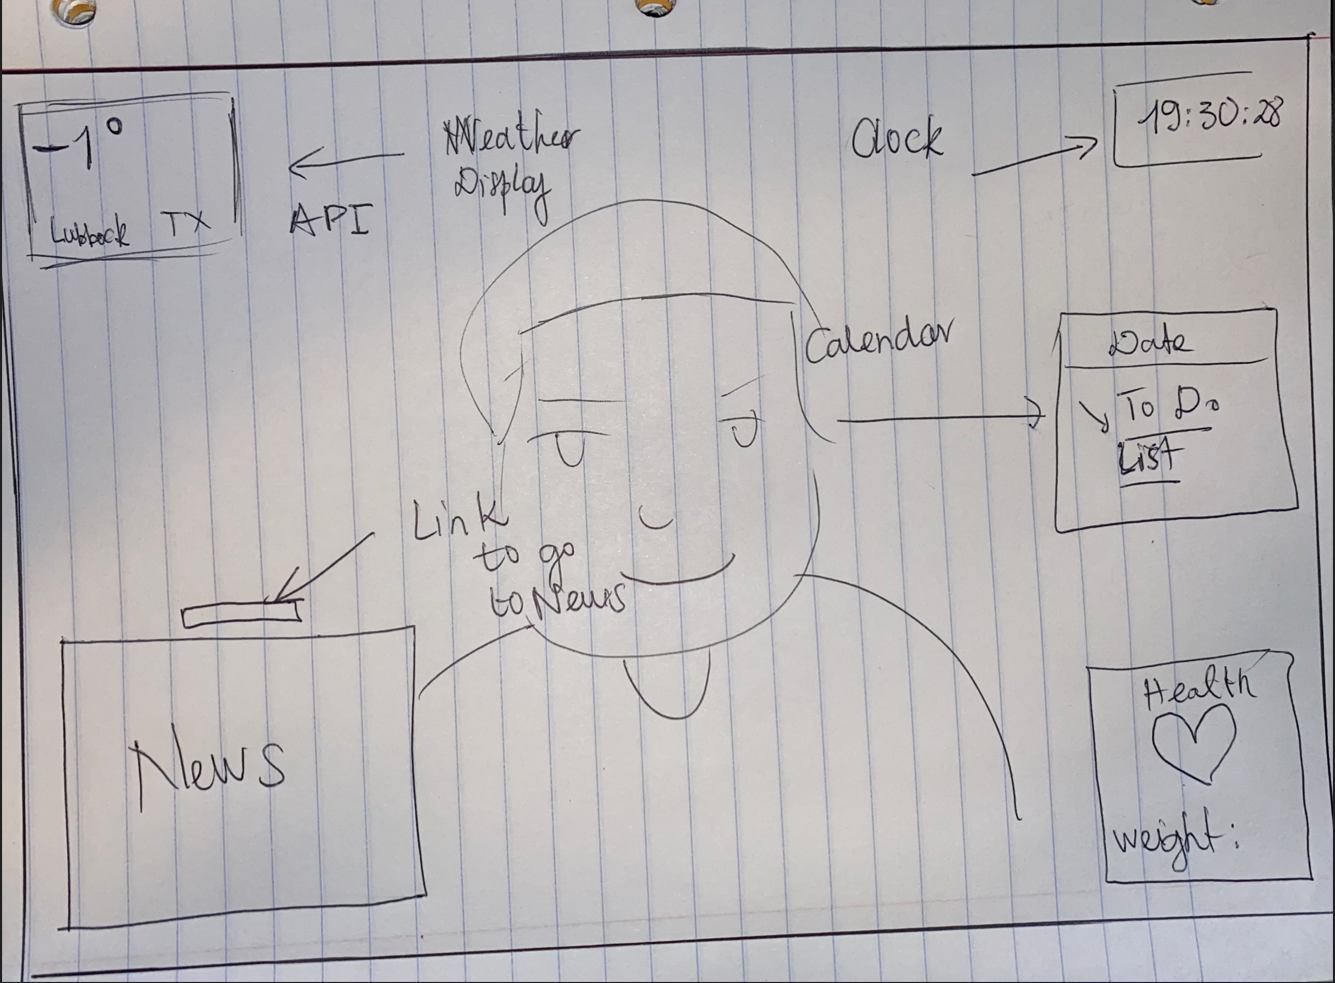 -1°
Lubbock TX
API
Weather
Display
Clock
19:30:28
Calendar
Date
To Do
List
Link
to go
to News
News
Health
weight: